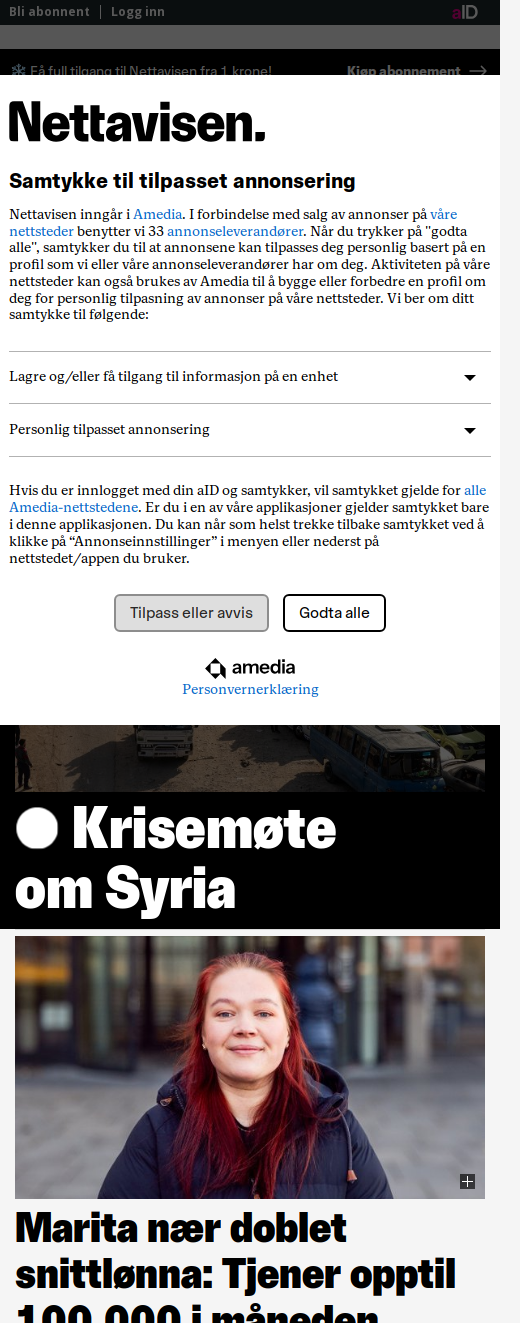 Bli abonnent | Logg inn
aID
Få full tilgang til Nettavisen fra 1 krone!
Kjøp abonnement
Nettavisen.
Samtykke til tilpasset annonsering
Nettavisen inngår i Amedia. I forbindelse med salg av annonser på våre
nettsteder benytter vi 33 annonseleverandører. Når du trykker på "godta
alle", samtykker du til at annonsene kan tilpasses deg personlig basert på en
profil som vi eller våre annonseleverandører har om deg. Aktiviteten på våre
nettsteder kan også brukes av Amedia til å bygge eller forbedre en profil om
deg for personlig tilpasning av annonser på våre nettsteder. Vi ber om ditt
samtykke til følgende:
Lagre og/eller få tilgang til informasjon på en enhet
Personlig tilpasset annonsering
Hvis du er innlogget med din aID og samtykker, vil samtykket gjelde for alle
Amedia-nettstedene. Er du i en av våre applikasjoner gjelder samtykket bare
i denne applikasjonen. Du kan når som helst trekke tilbake samtykket ved å
klikke på “Annonseinnstillinger” i menyen eller nederst på
nettstedet/appen du bruker.
Tilpass eller avvis
Godta alle
amedia
Personvernerklæring
Krisemøte
om Syria
Marita nær doblet
snittlønna: Tjener opptil
100.000 i måneden